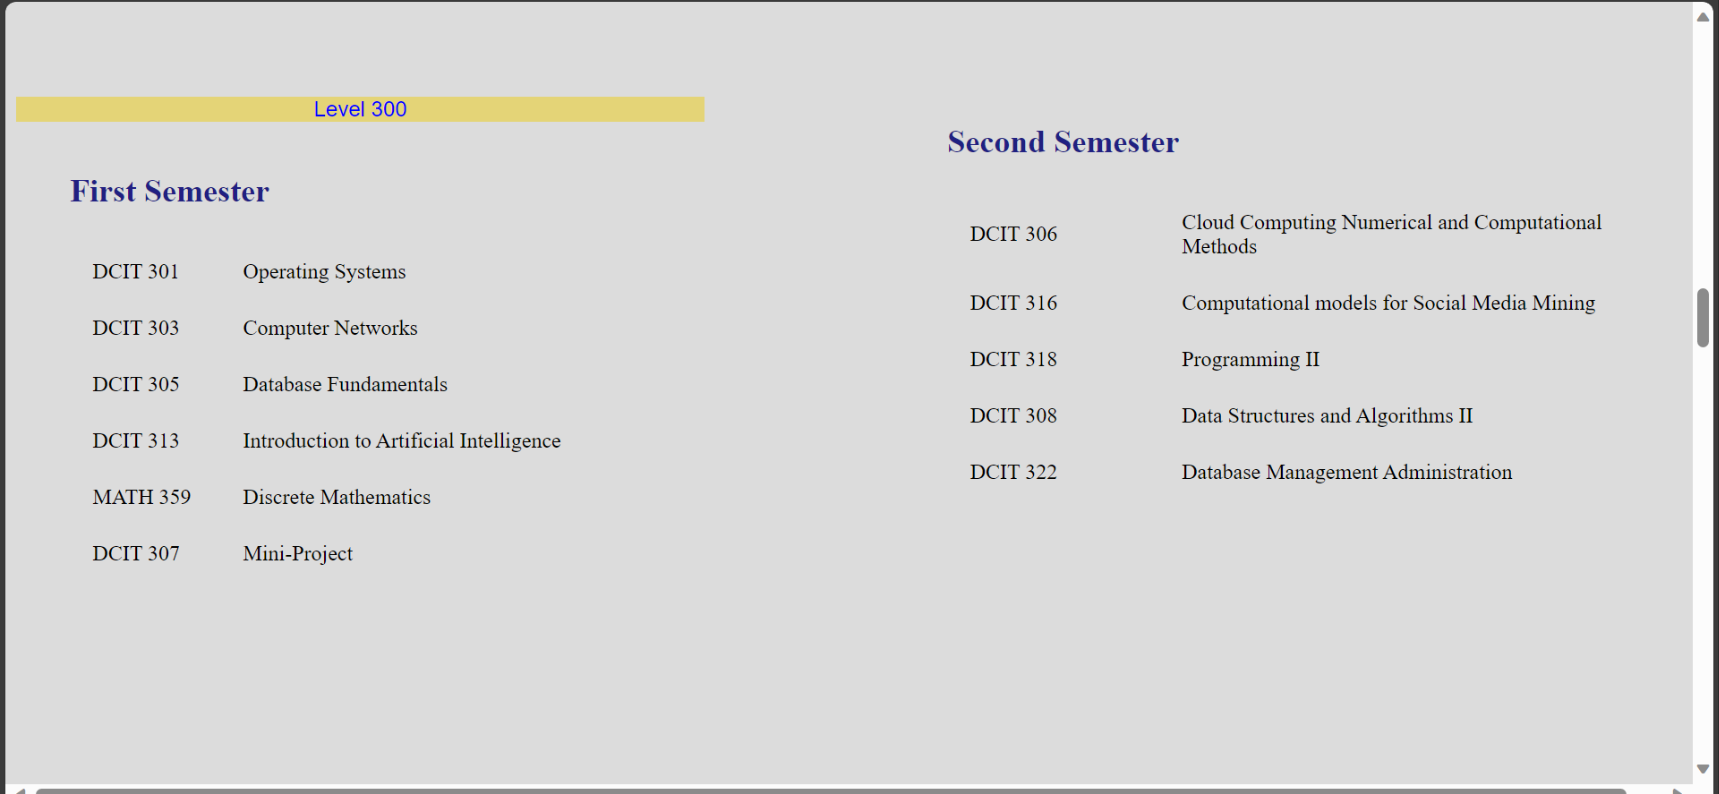 Level 300
First Semester
DCIT 301 Operating Systems
DCIT 303 Computer Networks
DCIT 305 Database Fundamentals
DCIT 313 Introduction to Artificial Intelligence
MATH 359 Discrete Mathematics
DCIT 307 Mini-Project
Second Semester
DCIT 306 Cloud Computing Numerical and Computational
Methods
DCIT 316 Computational models for Social Media Mining
DCIT 318 Programming II
DCIT 308 Data Structures and Algorithms II
DCIT 322 Database Management Administration